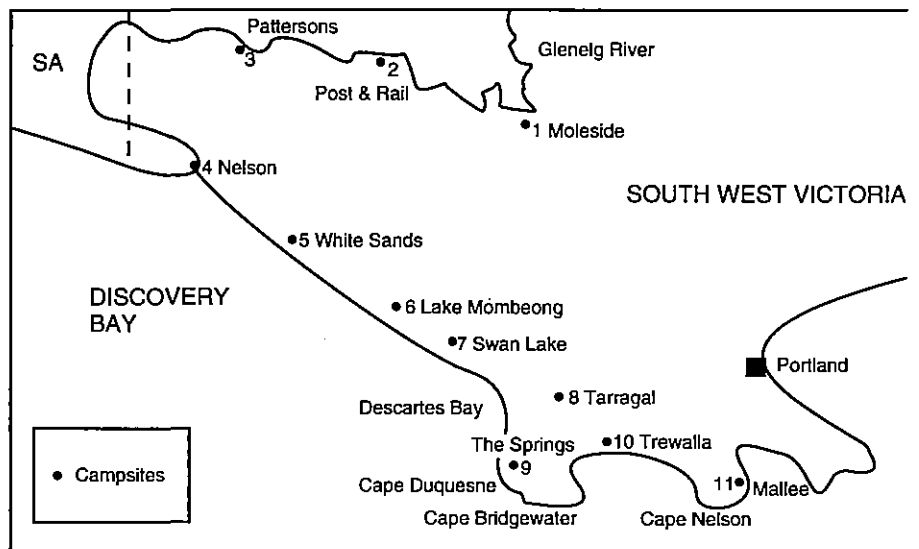 Pattersons
Glenelg River
SA
3
2
Post & Rail
1 Moleside
4 Nelson
SOUTH WEST VICTORIA
5 White Sands
DISCOVERY
BAY
6 Lake Mombeong
7 Swan Lake
Portland
8 Tarragal
Descartes Bay
The Springs
10 Trewalla
9
Campsites
Cape Duquesne
11
Mallee
Cape Bridgewater
Cape Nelson